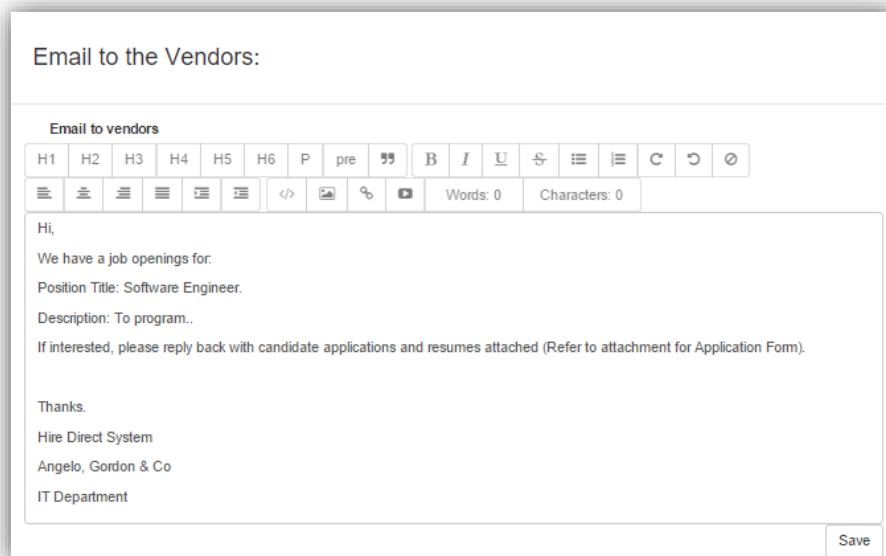 Email to the Vendors:
Email to vendors
H1 H2 H3 H4 H5 H6 P pre ” B I U S
</> Words: 0 Characters: 0
Hi,
We have a job openings for:
Position Title: Software Engineer.
Description: To program..
If interested, please reply back with candidate applications and resumes attached (Refer to attachment for Application Form).
Thanks.
Hire Direct System
Angelo, Gordon & Co
IT Department
Save